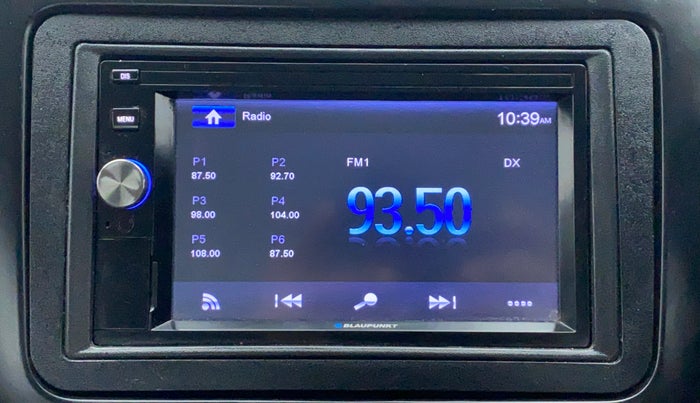 DIS
MENU
Radio
10:39AM
P1
P2
FM1
DX
87.50
92.70
P3
P4
93.50
98.00
104.00
P5
P6
108.00
87.50
BLAUPUNKT